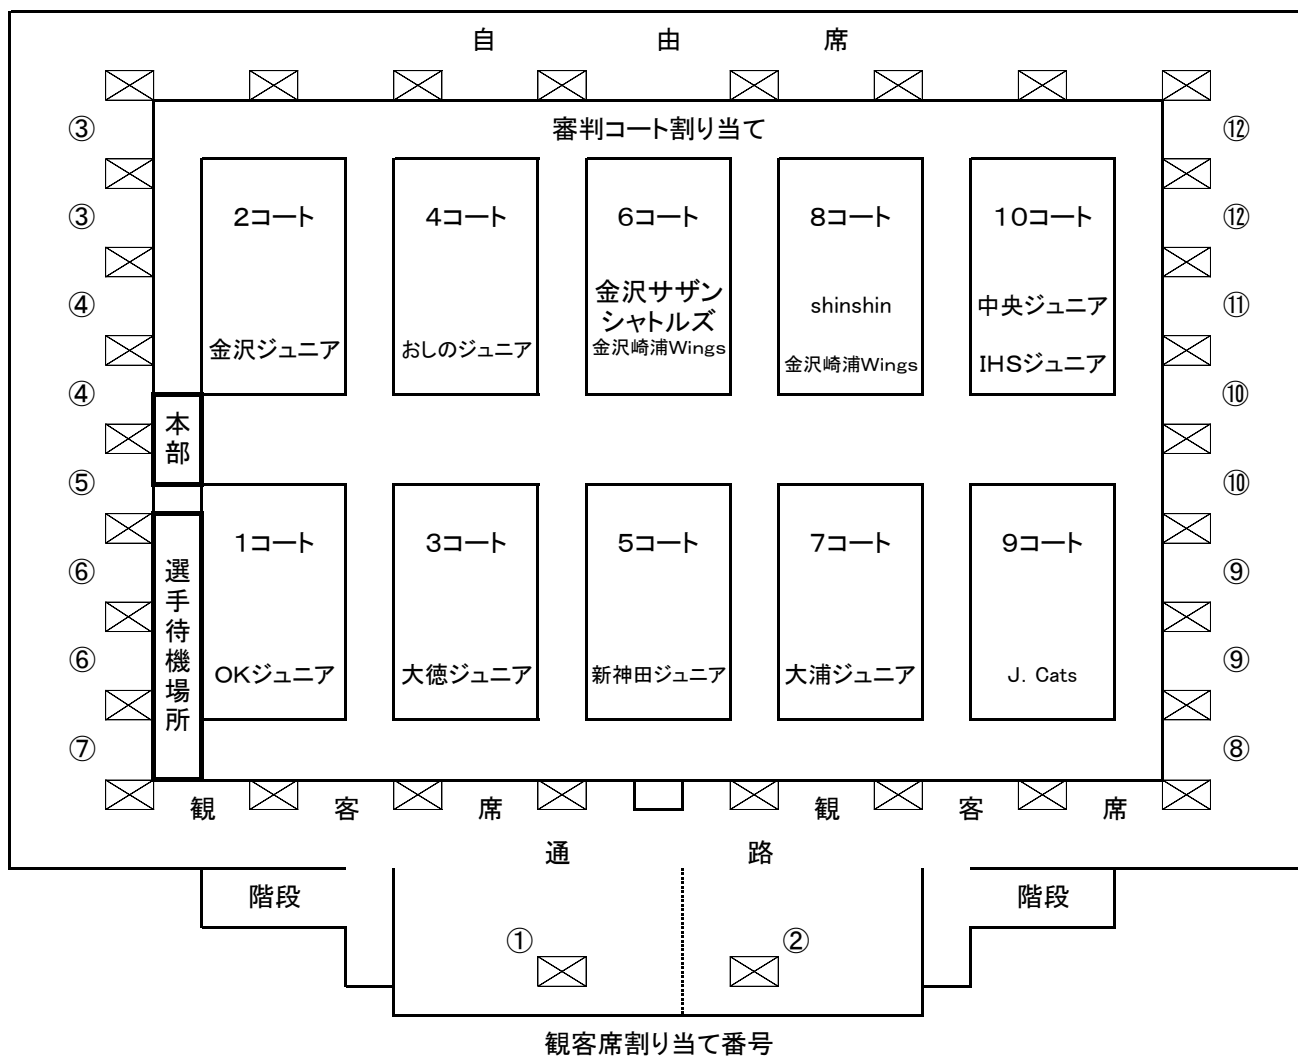 自由席
審判コート割り当て
③ ⑫
2コート 4コート 6コート 8コート 10コート
③ ⑫
金沢サザン
シャトルズ
shinshin
中央ジュニア
④ ⑪
金沢ジュニア
おしのジュニア
金沢崎浦Wings
金沢崎浦Wings
IHSジュニア
④ ⑩
本部
⑤ ⑩
1コート 3コート 5コート 7コート 9コート
⑥ ⑨
選手待機場所
⑥ ⑨
OKジュニア 大徳ジュニア 新神田ジュニア 大浦ジュニア J. Cats
⑦ ⑧
観客席 観客席
通路
階段 階段
① ②
観客席割り当て番号